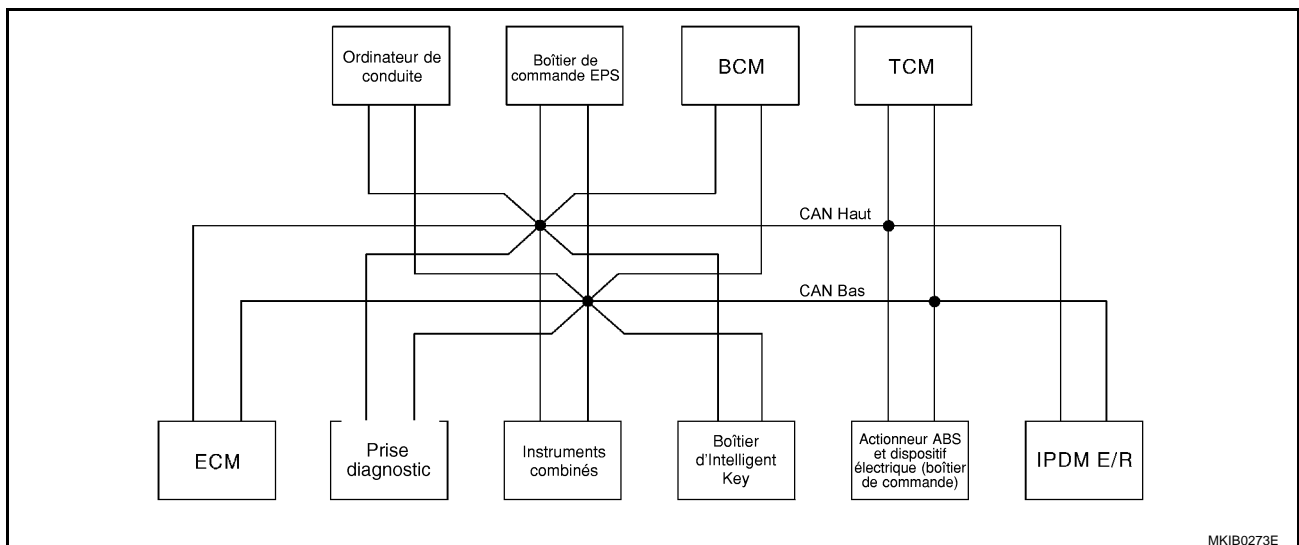 Ordinateur de
conduite
Boîtier de
commande EPS
BCM
TCM
CAN Haut
CAN Bas
ECM
Prise
diagnostic
Instruments
combinés
Boîtier
d'Intelligent
Key
Actionneur ABS
et dispositif
électrique (boîtier
de commande)
IPDM E/R
MKIB0273E